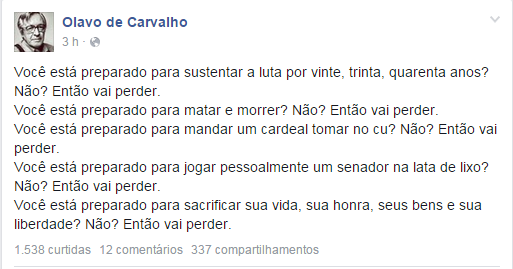 Olavo de Carvalho
3 h ·
Você está preparado para sustentar a luta por vinte, trinta, quarenta anos?
Não? Então vai perder.
Você está preparado para matar e morrer? Não? Então vai perder.
Você está preparado para mandar um cardeal tomar no cu? Não? Então vai
perder.
Você está preparado para jogar pessoalmente um senador na lata de lixo?
Não? Então vai perder.
Você está preparado para sacrificar sua vida, sua honra, seus bens e sua
liberdade? Não? Então vai perder.
1.538 curtidas 12 comentários 337 compartilhamentos